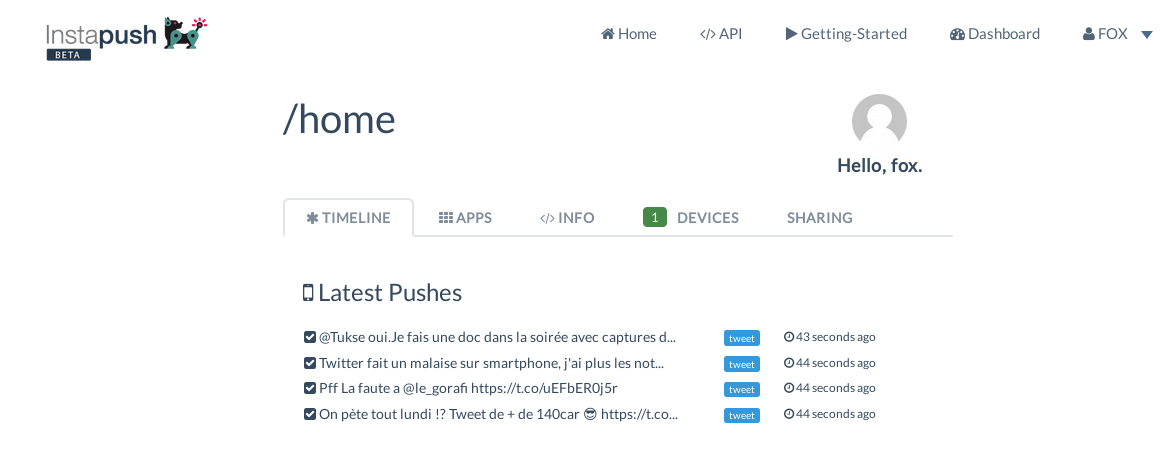 Instapush
BETA
Home
API
Getting-Started
Dashboard
FOX
/home
Hello, fox.
TIMELINE
APPS
INFO
1 DEVICES
SHARING
Latest Pushes
@Tukse oui.Je fais une doc dans la soirée avec captures d... tweet 43 seconds ago
Twitter fait un malaise sur smartphone, j'ai plus les not... tweet 44 seconds ago
Pff La faute a @le_gorafi https://t.co/uEFbER0j5r tweet 44 seconds ago
On pète tout lundi !? Tweet de + de 140car 😎 https://t.co... tweet 44 seconds ago